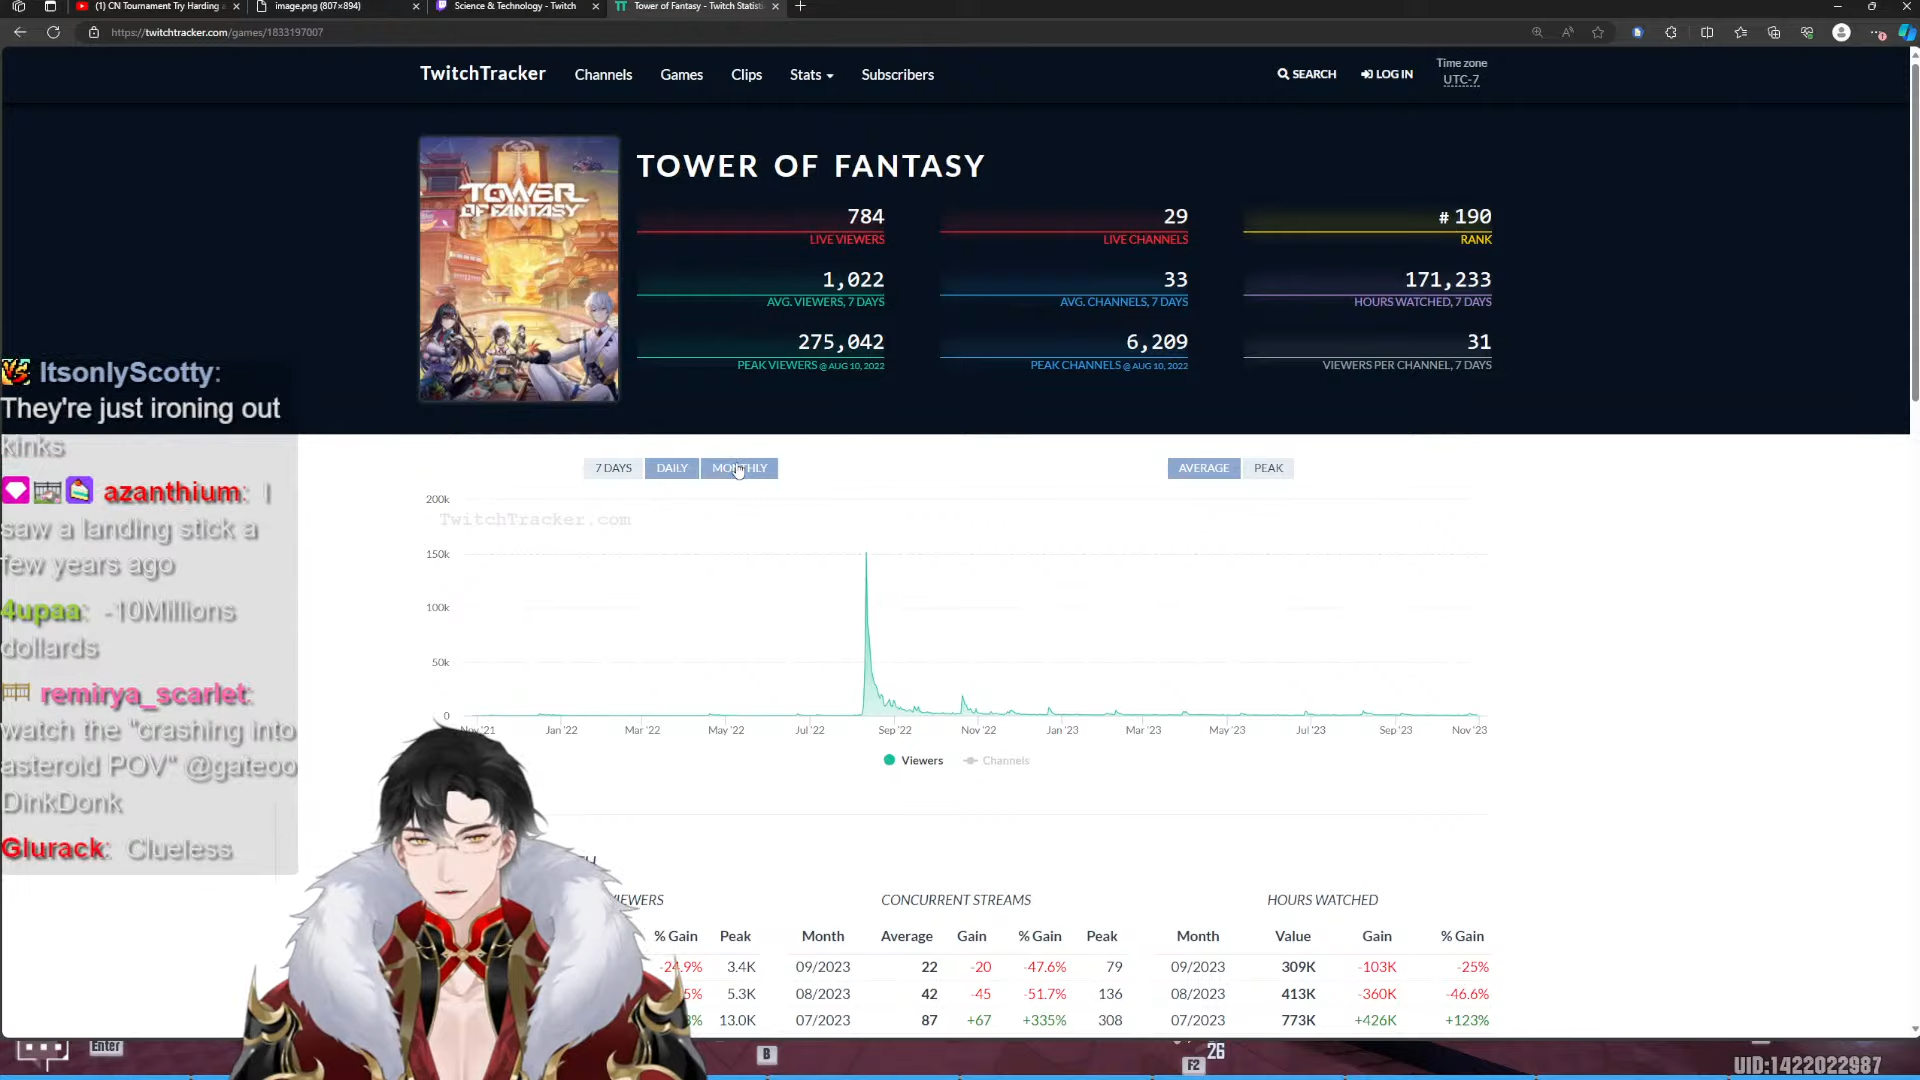 (1) CN Tournament Try Harding a
image.png (807×894)
Science & Technology - Twitch
Tower of Fantasy - Twitch Statisti
https://twitchtracker.com/games/1833197007
TwitchTracker
Channels
Games
Clips
Stats
Subscribers
SEARCH
LOG IN
Time zone
UTC-7
TOWER OF FANTASY
TOWER OF FANTASY
784
LIVE VIEWERS
29
LIVE CHANNELS
# 190
RANK
1,022
AVG. VIEWERS, 7 DAYS
33
AVG. CHANNELS, 7 DAYS
171,233
HOURS WATCHED, 7 DAYS
275,042
PEAK VIEWERS @ AUG 10, 2022
6,209
PEAK CHANNELS @ AUG 10, 2022
31
VIEWERS PER CHANNEL, 7 DAYS
ItsonlyScotty:
They're just ironing out
kinks
azanthium: I
saw a landing stick a
few years ago
4upaa: -10Millions
dollards
remirya_scarlet:
watch the "crashing into
asteroid POV" @gateoo
DinkDonk
Glurack: Clueless
7 DAYS DAILY MONTHLY
AVERAGE PEAK
TwitchTracker.com
200k
150k
100k
50k
0
Nov '21 Jan '22 Mar '22 May '22 Jul '22 Sep '22 Nov '22 Jan '23 Mar '23 May '23 Jul '23 Sep '23 Nov '23
Viewers Channels
CONCURRENT STREAMS
HOURS WATCHED
% Gain Peak Month Average Gain % Gain Peak Month Value Gain % Gain
-24.9% 3.4K 09/2023 22 -20 -47.6% 79 09/2023 309K -103K -25%
5% 5.3K 08/2023 42 -45 -51.7% 136 08/2023 413K -360K -46.6%
% 13.0K 07/2023 87 +67 +335% 308 07/2023 773K +426K +123%
Enter
B
F2
26
UID:1422022987